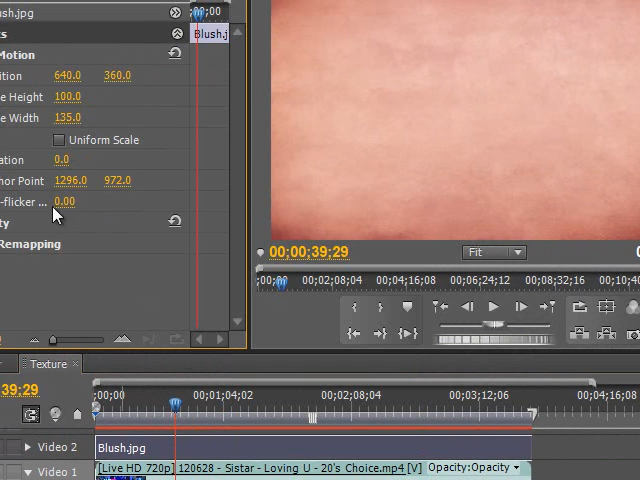 ush.jpg
;00;00
ts
Blush.j
Motion
ition 640.0 360.0
e Height 100.0
e Width 135.0
Uniform Scale
ation 0.0
hor Point 1296.0 972.0
-flicker ... 0.00
ty
Remapping
00;00;39;29
Fit
;00;00 00;02;08;04 00;04;16;08 00;06;24;12 00;08;32;16 00;10;40
Texture ×
39;29
;00;00 00;01;04;02 00;02;08;04 00;03;12;06 00;04;16;08
Video 2
Blush.jpg
Video 1
[Live HD 720p] 120628 - Sistar - Loving U - 20's Choice.mp4 [V] Opacity:Opacity